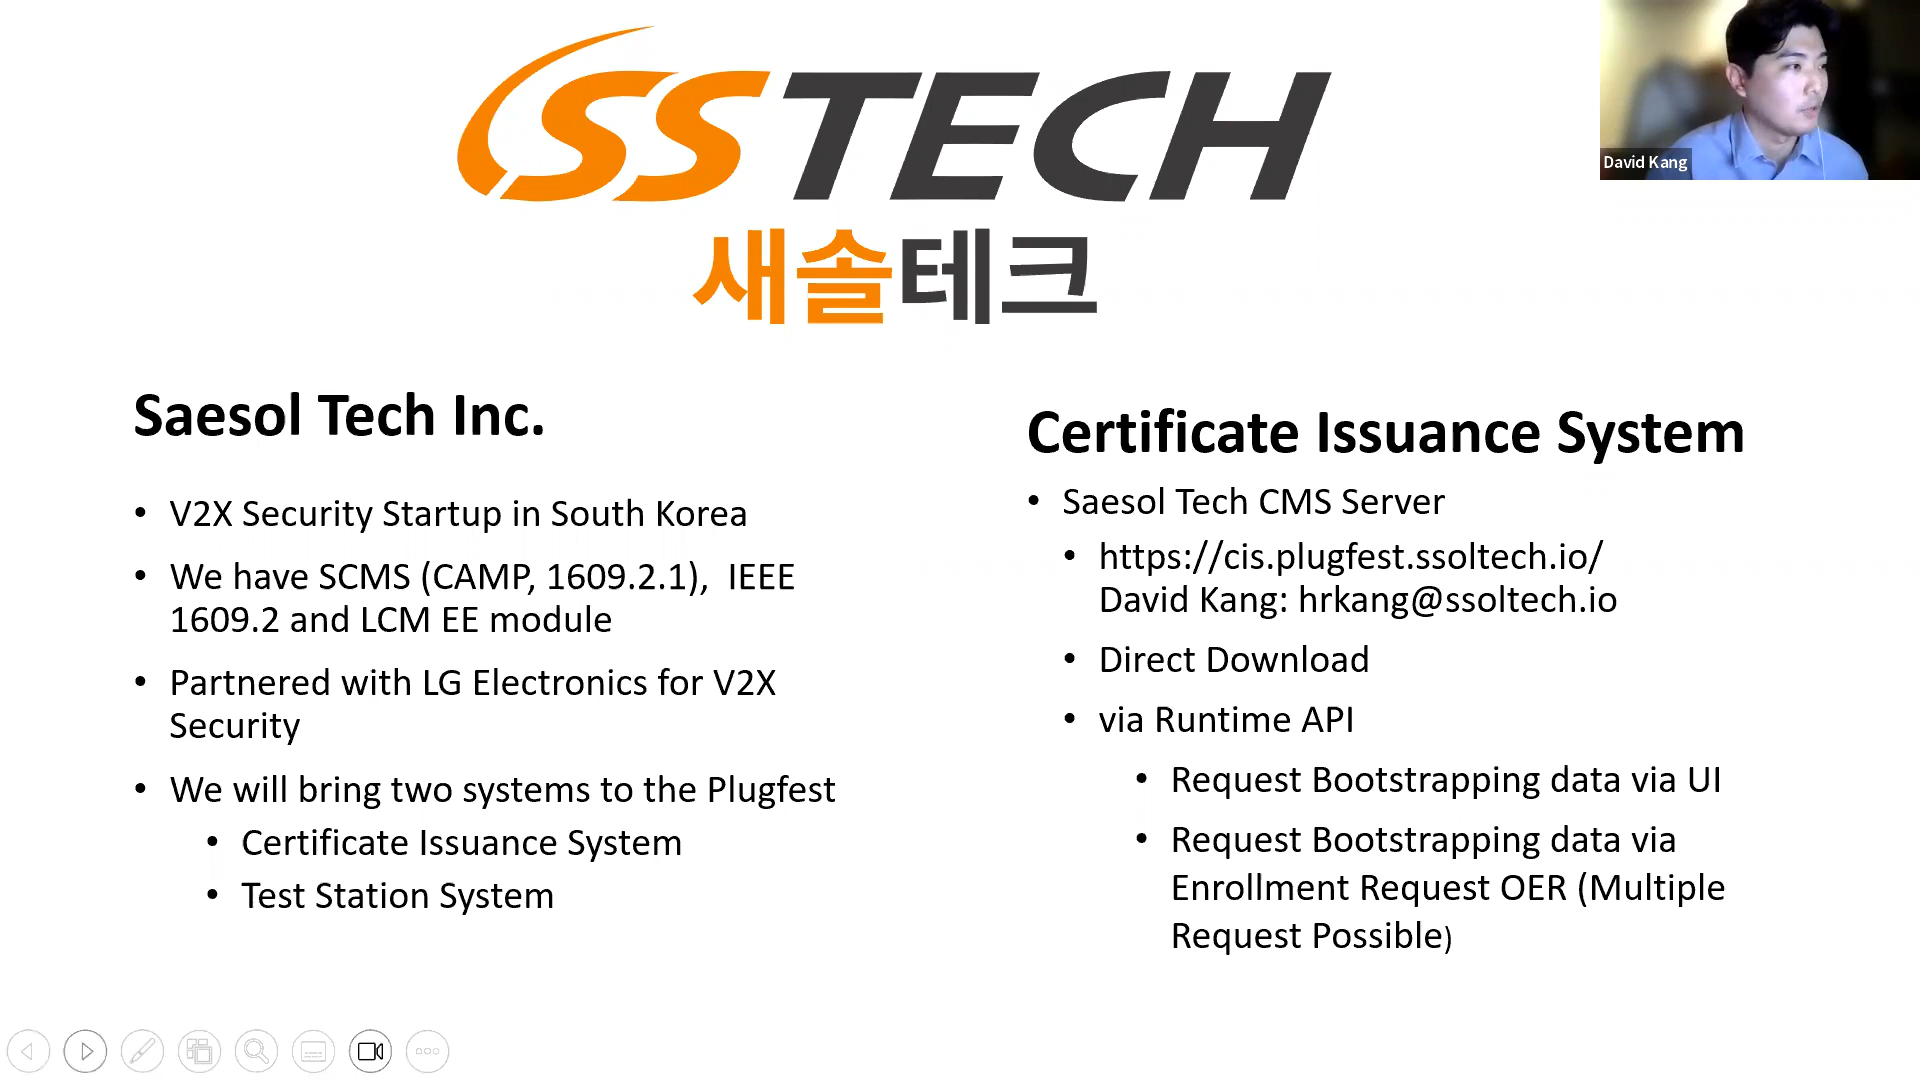 SSTECH
새솔테크
David Kang
Saesol Tech Inc.
• V2X Security Startup in South Korea
• We have SCMS (CAMP, 1609.2.1),  IEEE
1609.2 and LCM EE module
• Partnered with LG Electronics for V2X
Security
• We will bring two systems to the Plugfest
• Certificate Issuance System
• Test Station System
Certificate Issuance System
• Saesol Tech CMS Server
• https://cis.plugfest.ssoltech.io/
David Kang: hrkang@ssoltech.io
• Direct Download
• via Runtime API
• Request Bootstrapping data via UI
• Request Bootstrapping data via
Enrollment Request OER (Multiple
Request Possible)